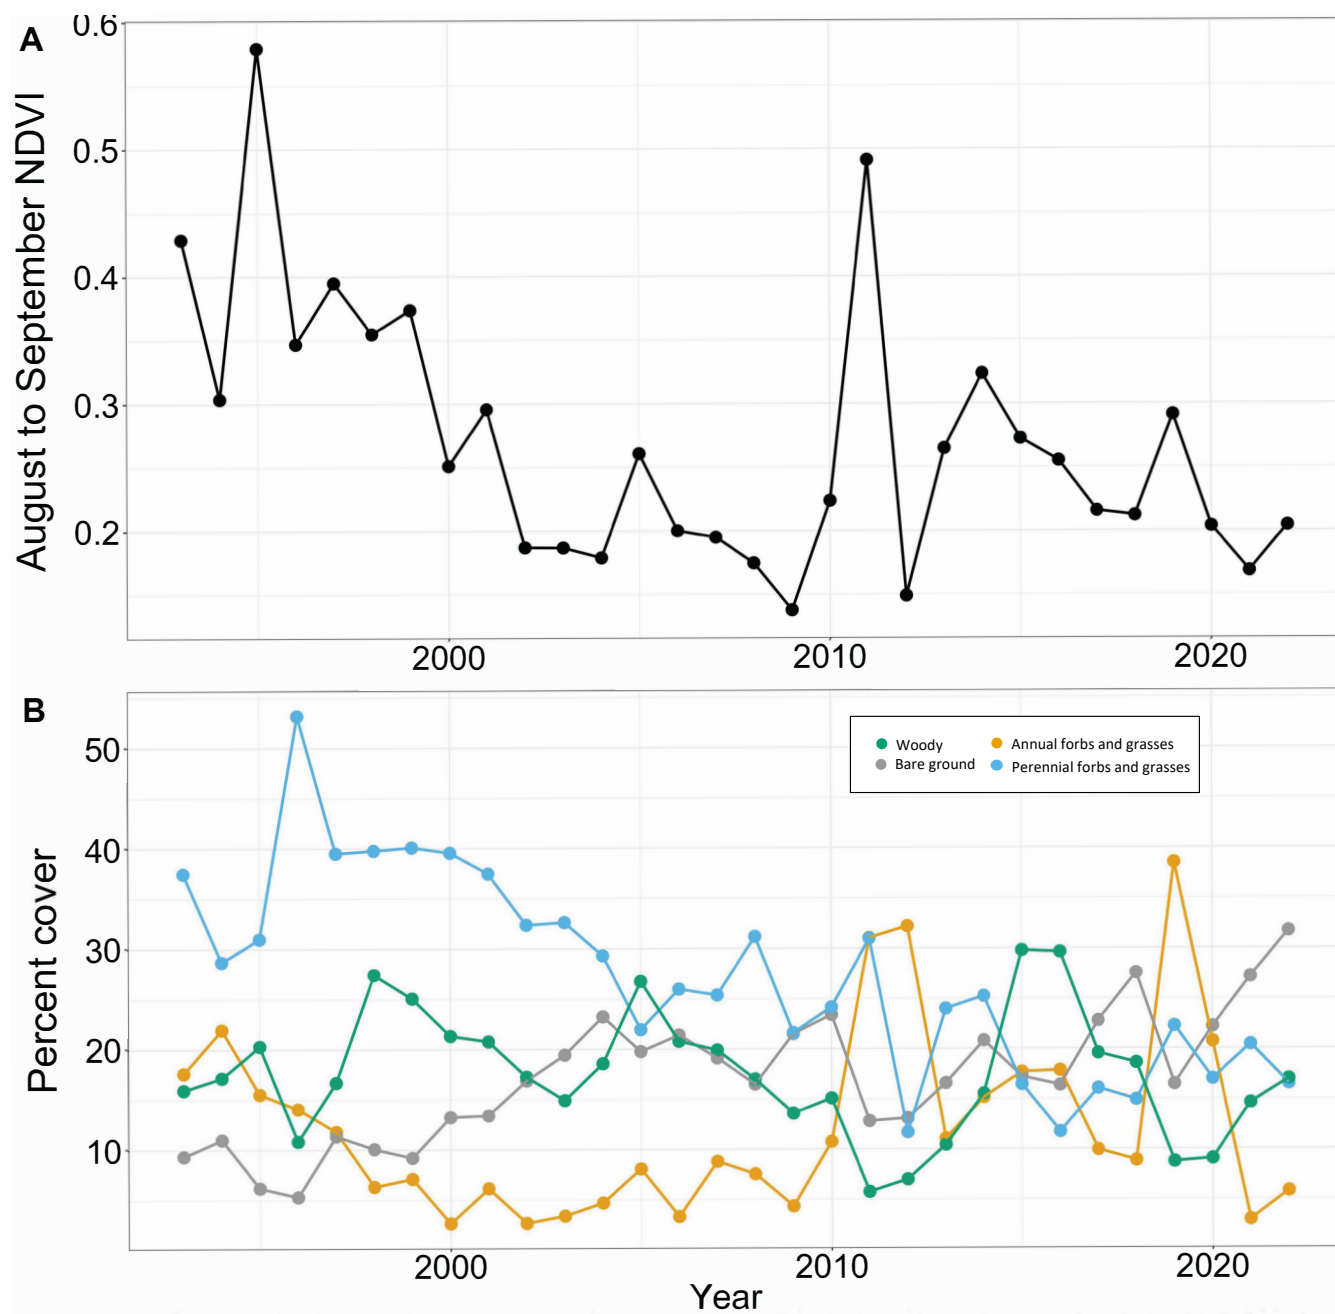 A
August to September NDVI
0.6
0.5
0.4
0.3
0.2
2000 2010 2020
B
Percent cover
50
40
30
20
10
Woody Annual forbs and grasses
Bare ground Perennial forbs and grasses
2000 2010 2020
Year